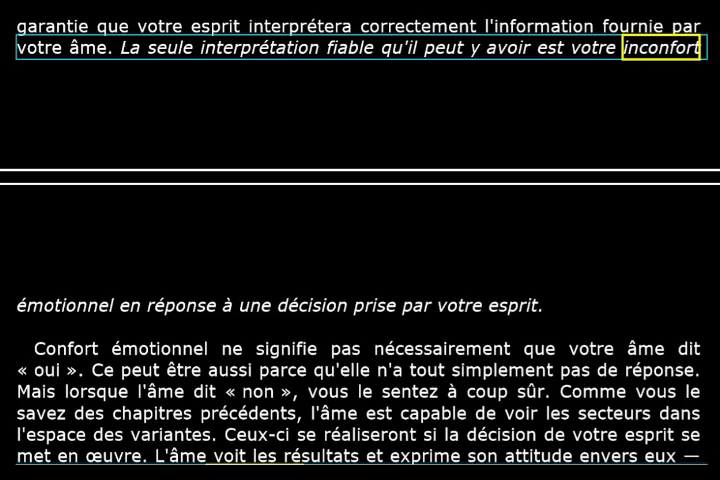 garantie que votre esprit interprétera correctement l'information fournie par
votre âme. La seule interprétation fiable qu'il peut y avoir est votre inconfort
émotionnel en réponse à une décision prise par votre esprit.
Confort émotionnel ne signifie pas nécessairement que votre âme dit
« oui ». Ce peut être aussi parce qu'elle n'a tout simplement pas de réponse.
Mais lorsque l'âme dit « non », vous le sentez à coup sûr. Comme vous le
savez des chapitres précédents, l'âme est capable de voir les secteurs dans
l'espace des variantes. Ceux-ci se réaliseront si la décision de votre esprit se
met en œuvre. L'âme voit les résultats et exprime son attitude envers eux —